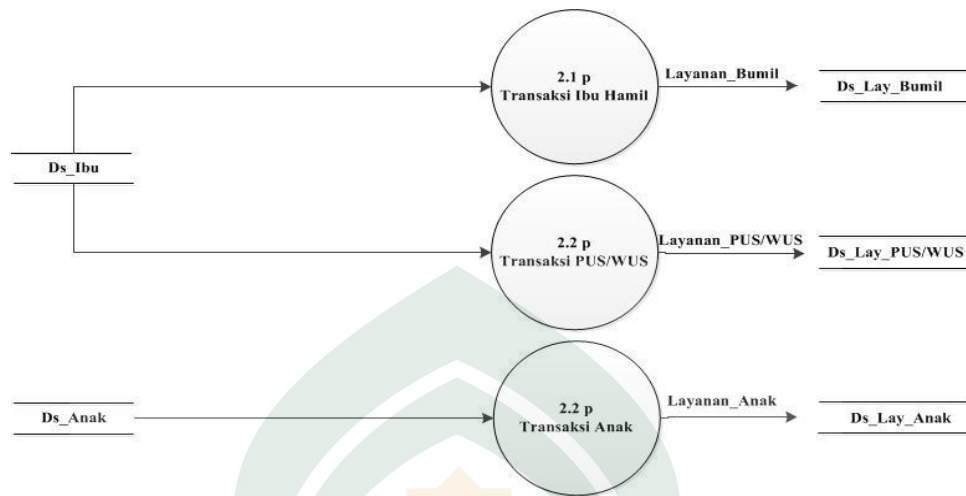 2.1 p
Transaksi Ibu Hamil
Layanan_Bumil
Ds_Lay_Bumil
Ds_Ibu
2.2 p
Transaksi PUS/WUS
Layanan_PUS/WUS
Ds_Lay_PUS/WUS
Ds_Anak
2.2 p
Transaksi Anak
Layanan_Anak
Ds_Lay_Anak